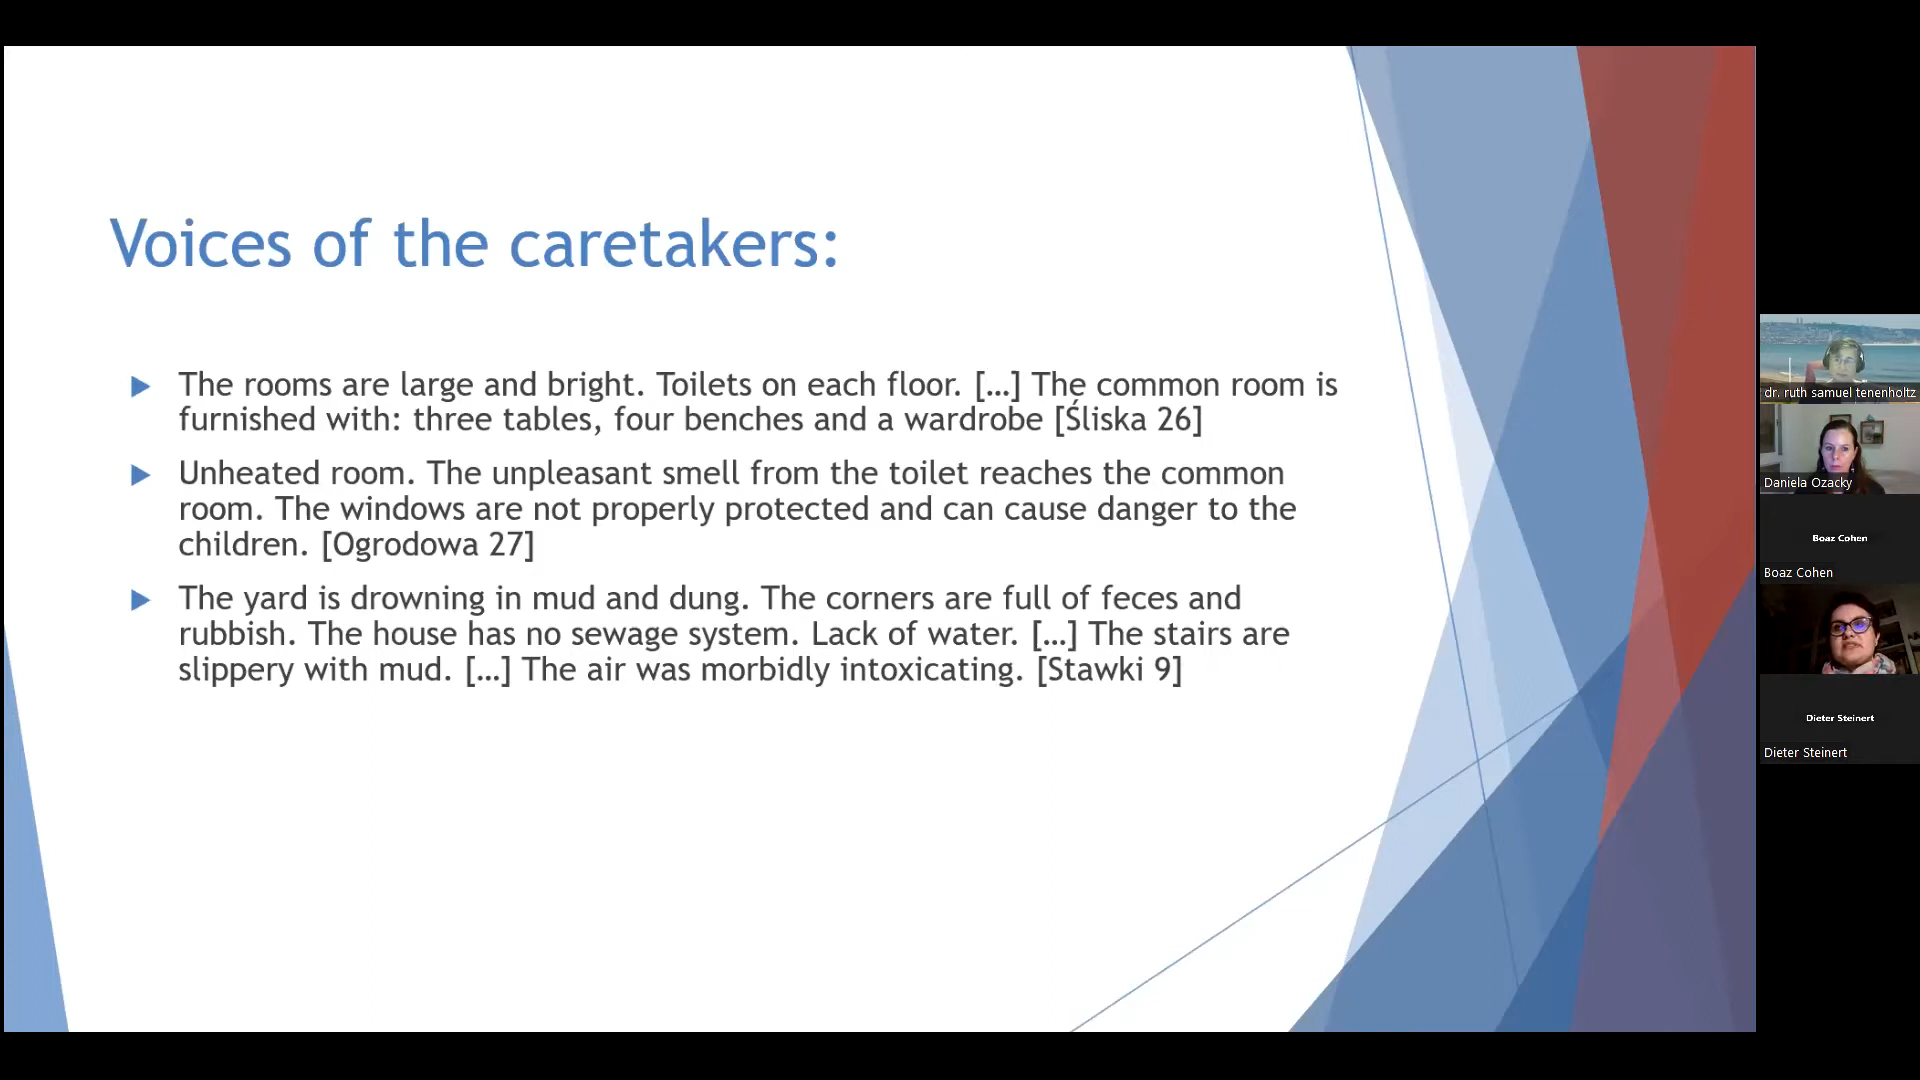 Voices of the caretakers:
The rooms are large and bright. Toilets on each floor. […] The common room is
furnished with: three tables, four benches and a wardrobe [Śliska 26]
Unheated room. The unpleasant smell from the toilet reaches the common
room. The windows are not properly protected and can cause danger to the
children. [Ogrodowa 27]
The yard is drowning in mud and dung. The corners are full of feces and
rubbish. The house has no sewage system. Lack of water. […] The stairs are
slippery with mud. […] The air was morbidly intoxicating. [Stawki 9]
dr. ruth samuel tenenholtz
Daniela Ozacky
Boaz Cohen
Boaz Cohen
Dieter Steinert
Dieter Steinert